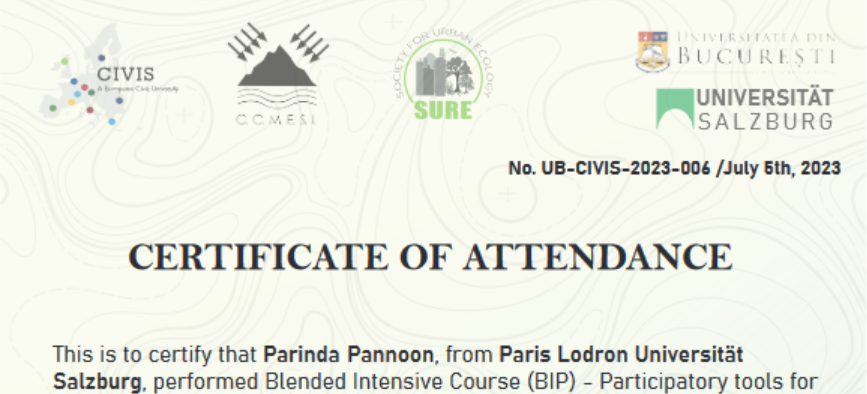 CIVIS
A European Civic University
C.C.M.E.S.I.
SOCIETY FOR URBAN ECOLOGY
SURE
UNIVERSITATEA DIN
BUCUREȘTI
UNIVERSITÄT
SALZBURG
No. UB-CIVIS-2023-006 /July 5th, 2023
CERTIFICATE OF ATTENDANCE
This is to certify that Parinda Pannoon, from Paris Lodron Universität
Salzburg, performed Blended Intensive Course (BIP) - Participatory tools for